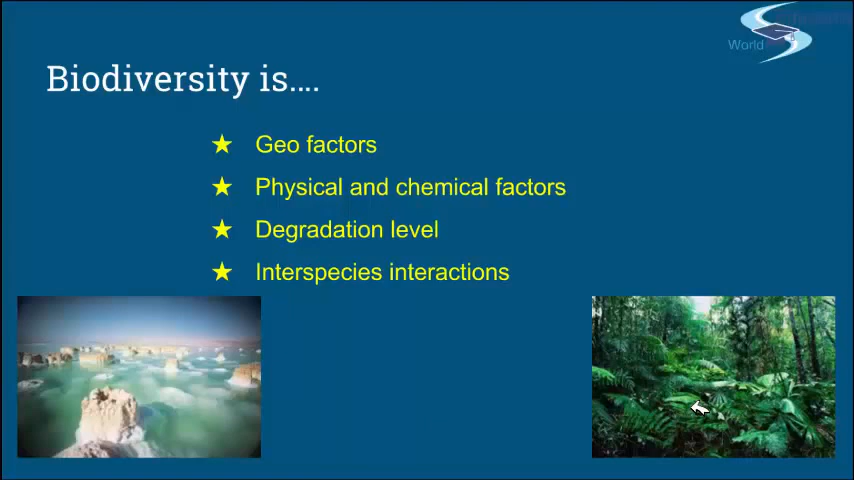 World
Biodiversity is....
★ Geo factors
★ Physical and chemical factors
★ Degradation level
★ Interspecies interactions